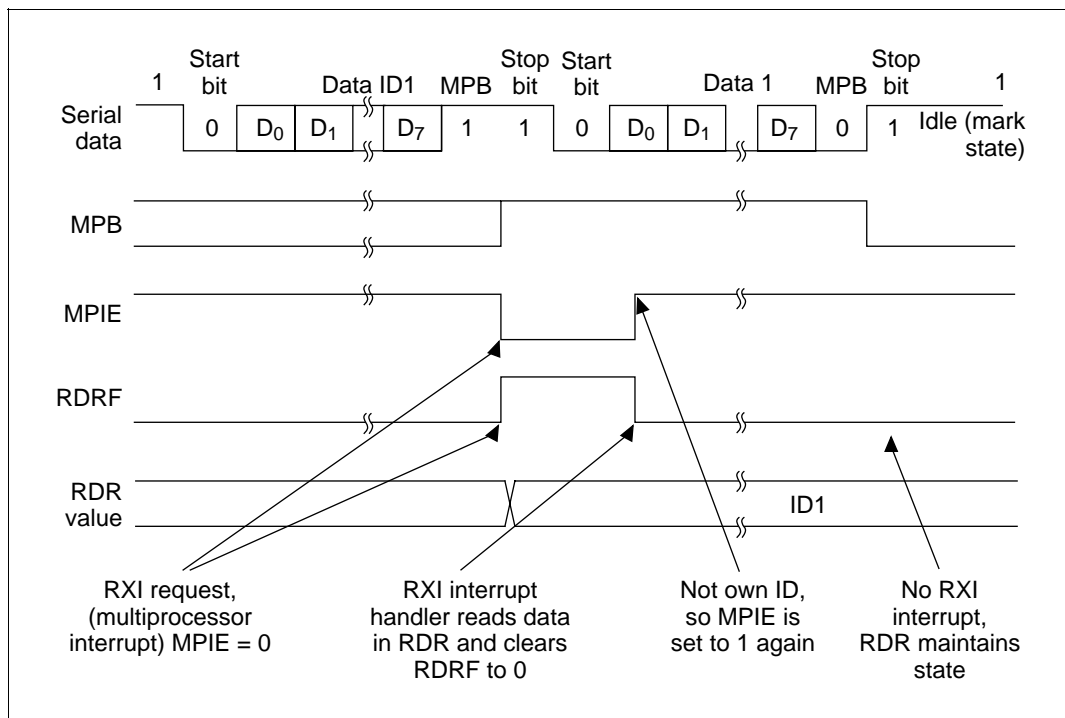 Start Stop Start Stop
1 bit Data ID1 MPB bit bit Data 1 MPB bit 1
Serial data 0 D0 D1 D7 1 1 0 D0 D1 D7 0 1 Idle (mark state)
MPB
MPIE
RDRF
RDR
value
ID1
RXI request,
(multiprocessor
interrupt) MPIE = 0
RXI interrupt
handler reads data
in RDR and clears
RDRF to 0
Not own ID,
so MPIE is
set to 1 again
No RXI
interrupt,
RDR maintains
state